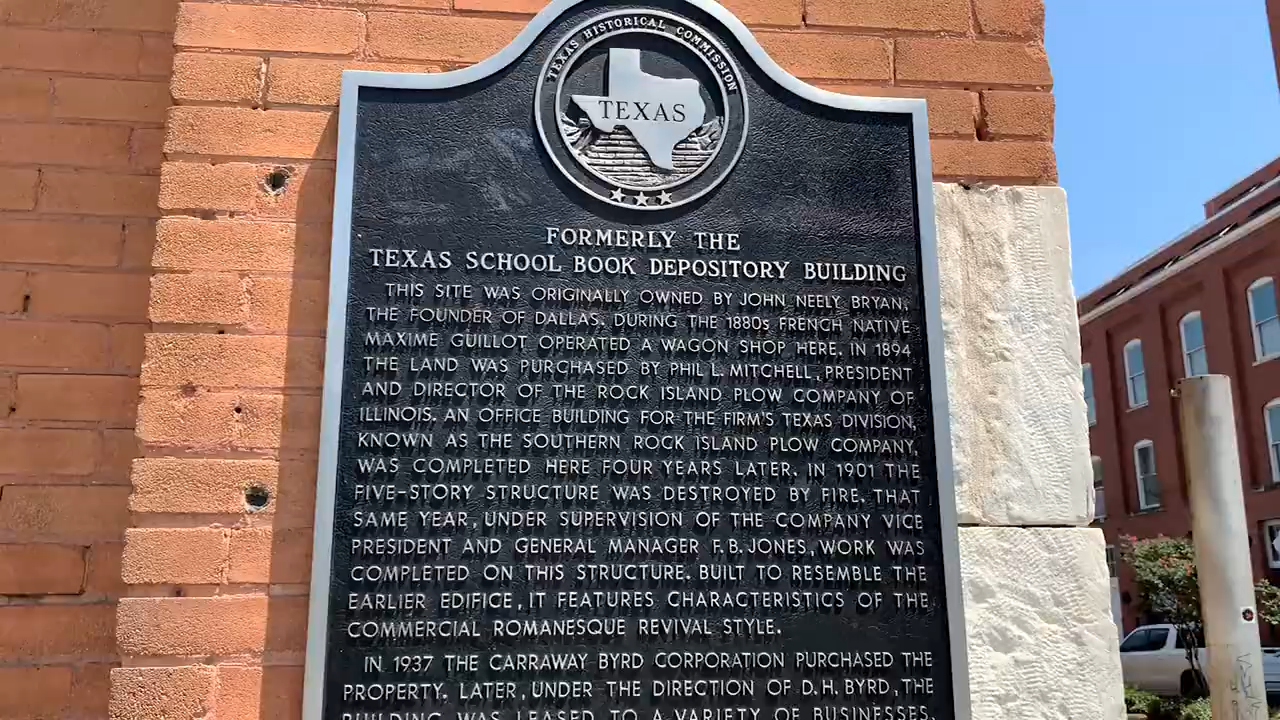 TEXAS HISTORICAL COMMISSION
TEXAS
FORMERLY THE
TEXAS SCHOOL BOOK DEPOSITORY BUILDING
THIS SITE WAS ORIGINALLY OWNED BY JOHN NEELY BRYAN,
THE FOUNDER OF DALLAS. DURING THE 1880s FRENCH NATIVE
MAXIME GUILLOT OPERATED A WAGON SHOP HERE. IN 1894
THE LAND WAS PURCHASED BY PHIL L. MITCHELL, PRESIDENT
AND DIRECTOR OF THE ROCK ISLAND PLOW COMPANY OF
ILLINOIS. AN OFFICE BUILDING FOR THE FIRM'S TEXAS DIVISION,
KNOWN AS THE SOUTHERN ROCK ISLAND PLOW COMPANY,
WAS COMPLETED HERE FOUR YEARS LATER. IN 1901 THE
FIVE-STORY STRUCTURE WAS DESTROYED BY FIRE. THAT
SAME YEAR, UNDER SUPERVISION OF THE COMPANY VICE
PRESIDENT AND GENERAL MANAGER F. B. JONES, WORK WAS
COMPLETED ON THIS STRUCTURE. BUILT TO RESEMBLE THE
EARLIER EDIFICE, IT FEATURES CHARACTERISTICS OF THE
COMMERCIAL ROMANESQUE REVIVAL STYLE.
IN 1937 THE CARRAWAY BYRD CORPORATION PURCHASED THE
PROPERTY. LATER, UNDER THE DIRECTION OF D. H. BYRD, THE
BUILDING WAS LEASED TO A VARIETY OF BUSINESSES,